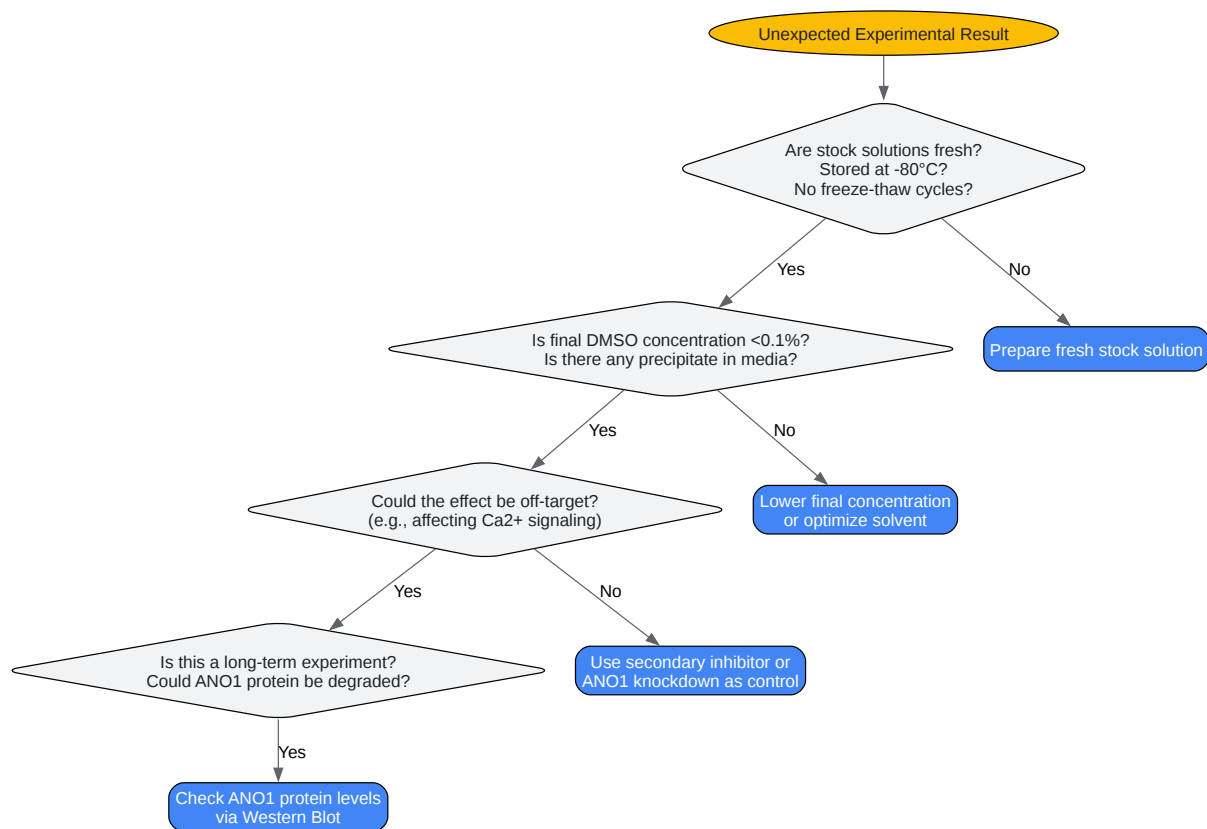 Unexpected Experimental Result
Are stock solutions fresh?
Stored at -80°C?
No freeze-thaw cycles?
Yes
No
Is final DMSO concentration <0.1%?
Is there any precipitate in media?
Prepare fresh stock solution
Yes
No
Could the effect be off-target?
(e.g., affecting Ca2+ signaling)
Lower final concentration
or optimize solvent
Yes
No
Is this a long-term experiment?
Could ANO1 protein be degraded?
Use secondary inhibitor or
ANO1 knockdown as control
Yes
Check ANO1 protein levels
via Western Blot